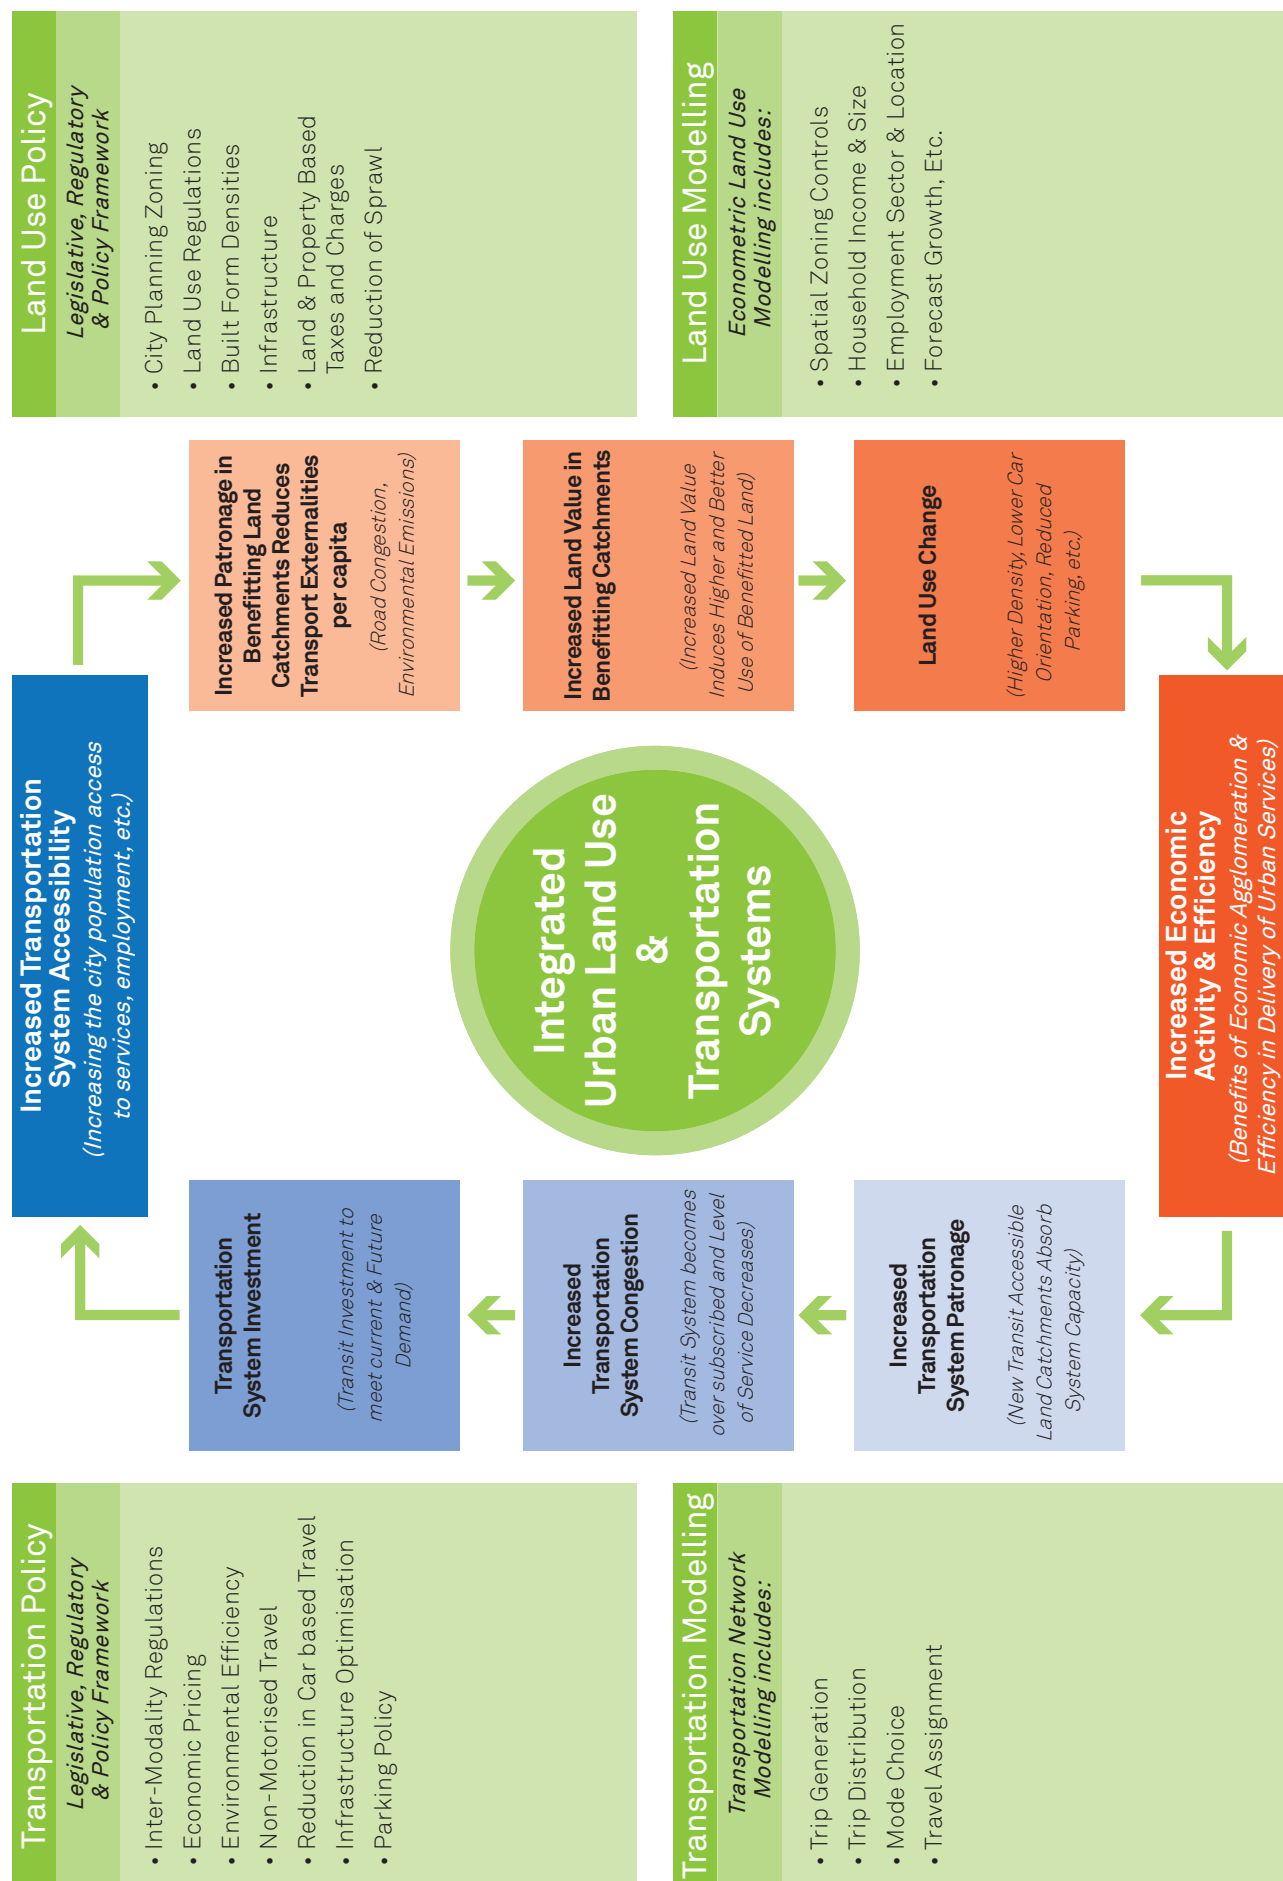 Transportation Policy
Legislative, Regulatory
& Policy Framework
• Inter-Modality Regulations
• Economic Pricing
• Environmental Efficiency
• Non-Motorised Travel
• Reduction in Car based Travel
• Infrastructure Optimisation
• Parking Policy
Transportation Modelling
Transportation Network
Modelling includes:
• Trip Generation
• Trip Distribution
• Mode Choice
• Travel Assignment
Increased Transportation
System Accessibility
(Increasing the city population access
to services, employment, etc.)
Transportation
System Investment
(Transit Investment to
meet current & Future
Demand)
Increased
Transportation
System Congestion
(Transit System becomes
over subscribed and Level
of Service Decreases)
Increased
Transportation
System Patronage
(New Transit Accessible
Land Catchments Absorb
System Capacity)
Integrated
Urban Land Use
&
Transportation
Systems
Increased Patronage in
Benefitting Land
Catchments Reduces
Transport Externalities
per capita
(Road Congestion,
Environmental Emissions)
Increased Land Value in
Benefitting Catchments
(Increased Land Value
Induces Higher and Better
Use of Benefitted Land)
Land Use Change
(Higher Density, Lower Car
Orientation, Reduced
Parking, etc.)
Increased Economic
Activity & Efficiency
(Benefits of Economic Agglomeration &
Efficiency in Delivery of Urban Services)
Land Use Policy
Legislative, Regulatory
& Policy Framework
• City Planning Zoning
• Land Use Regulations
• Built Form Densities
• Infrastructure
• Land & Property Based
Taxes and Charges
• Reduction of Sprawl
Land Use Modelling
Econometric Land Use
Modelling includes:
• Spatial Zoning Controls
• Household Income & Size
• Employment Sector & Location
• Forecast Growth, Etc.